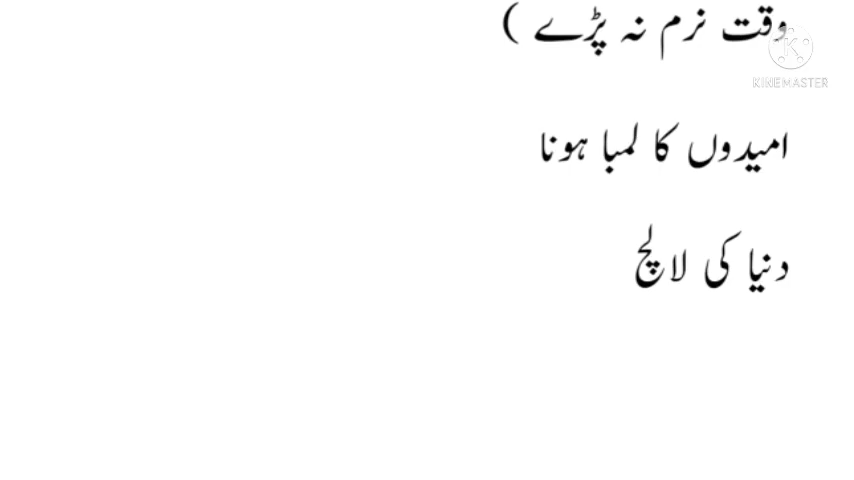 وقت نرم نہ پڑے )
KINEMASTER
امیدوں کا لمبا ہونا
دنیا کی لالچ